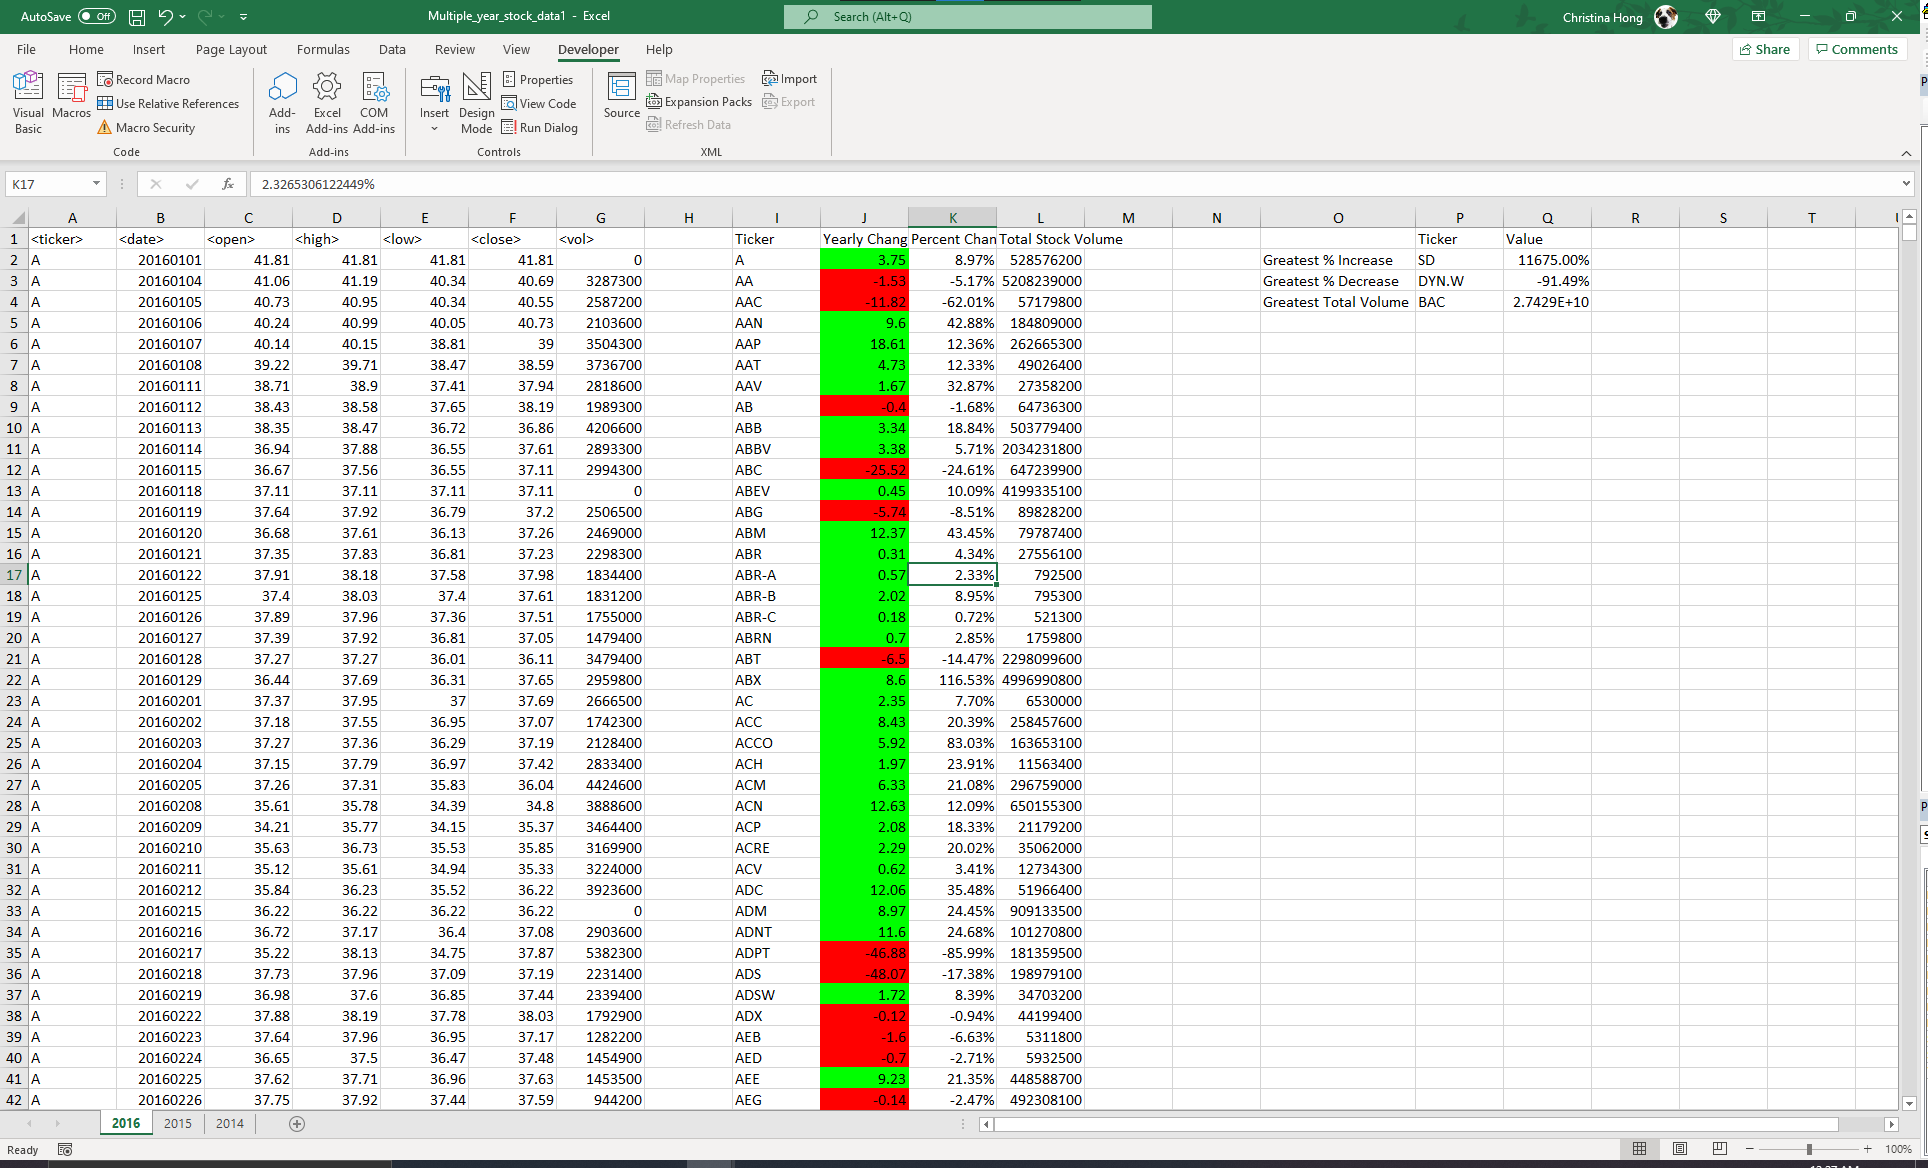 AutoSave Off Multiple_year_stock_data1 - Excel Search (Alt+Q) Christina Hong
File Home Insert Page Layout Formulas Data Review View Developer Help Share Comments
Visual Basic Macros Record Macro Use Relative References Macro Security Code
Add-ins Excel Add-ins COM Add-ins Add-ins
Insert Design Mode Properties View Code Run Dialog Controls
Source Map Properties Expansion Packs Refresh Data Import Export XML
K17 fx 2.3265306122449%
A B C D E F G H I J K L M N O P Q R S T
1 <ticker> <date> <open> <high> <low> <close> <vol> Ticker Yearly Chang Percent Chan Total Stock Volume Ticker Value
2 A 20160101 41.81 41.81 41.81 41.81 0 A 3.75 8.97% 528576200 Greatest % Increase SD 11675.00%
3 A 20160104 41.06 41.19 40.34 40.69 3287300 AA -1.53 -5.17% 5208239000 Greatest % Decrease DYN.W -91.49%
4 A 20160105 40.73 40.95 40.34 40.55 2587200 AAC -11.82 -62.01% 57179800 Greatest Total Volume BAC 2.7429E+10
5 A 20160106 40.24 40.99 40.05 40.73 2103600 AAN 9.6 42.88% 184809000
6 A 20160107 40.14 40.15 38.81 39 3504300 AAP 18.61 12.36% 262665300
7 A 20160108 39.22 39.71 38.47 38.59 3736700 AAT 4.73 12.33% 49026400
8 A 20160111 38.71 38.9 37.41 37.94 2818600 AAV 1.67 32.87% 27358200
9 A 20160112 38.43 38.58 37.65 38.19 1989300 AB -0.4 -1.68% 64736300
10 A 20160113 38.35 38.47 36.72 36.86 4206600 ABB 3.34 18.84% 503779400
11 A 20160114 36.94 37.88 36.55 37.61 2893300 ABBV 3.38 5.71% 2034231800
12 A 20160115 36.67 37.56 36.55 37.11 2994300 ABC -25.52 -24.61% 647239900
13 A 20160118 37.11 37.11 37.11 37.11 0 ABEV 0.45 10.09% 4199335100
14 A 20160119 37.64 37.92 36.79 37.2 2506500 ABG -5.74 -8.51% 89828200
15 A 20160120 36.68 37.61 36.13 37.26 2469000 ABM 12.37 43.45% 79787400
16 A 20160121 37.35 37.83 36.81 37.23 2298300 ABR 0.31 4.34% 27556100
17 A 20160122 37.91 38.18 37.58 37.98 1834400 ABR-A 0.57 2.33% 792500
18 A 20160125 37.4 38.03 37.4 37.61 1831200 ABR-B 2.02 8.95% 795300
19 A 20160126 37.89 37.96 37.36 37.51 1755000 ABR-C 0.18 0.72% 521300
20 A 20160127 37.39 37.92 36.81 37.05 1479400 ABRN 0.7 2.85% 1759800
21 A 20160128 37.27 37.27 36.01 36.11 3479400 ABT -6.5 -14.47% 2298099600
22 A 20160129 36.44 37.69 36.31 37.65 2959800 ABX 8.6 116.53% 4996990800
23 A 20160201 37.37 37.95 37 37.69 2666500 AC 2.35 7.70% 6530000
24 A 20160202 37.18 37.55 36.95 37.07 1742300 ACC 8.43 20.39% 258457600
25 A 20160203 37.27 37.36 36.29 37.19 2128400 ACCO 5.92 83.03% 163653100
26 A 20160204 37.15 37.79 36.97 37.42 2833400 ACH 1.97 23.91% 11563400
27 A 20160205 37.26 37.31 35.83 36.04 4424600 ACM 6.33 21.08% 296759000
28 A 20160208 35.61 35.78 34.39 34.8 3888600 ACN 12.63 12.09% 650155300
29 A 20160209 34.21 35.77 34.15 35.37 3464400 ACP 2.08 18.33% 21179200
30 A 20160210 35.63 36.73 35.53 35.85 3169900 ACRE 2.29 20.02% 35062000
31 A 20160211 35.12 35.61 34.94 35.33 3224000 ACV 0.62 3.41% 12734300
32 A 20160212 35.84 36.23 35.52 36.22 3923600 ADC 12.06 35.48% 51966400
33 A 20160215 36.22 36.22 36.22 36.22 0 ADM 8.97 24.45% 909133500
34 A 20160216 36.72 37.17 36.4 37.08 2903600 ADNT 11.6 24.68% 101270800
35 A 20160217 35.22 38.13 34.75 37.87 5382300 ADPT -46.88 -85.99% 181359500
36 A 20160218 37.73 37.96 37.09 37.19 2231400 ADS -48.07 -17.38% 198979100
37 A 20160219 36.98 37.6 36.85 37.44 2339400 ADSW 1.72 8.39% 34703200
38 A 20160222 37.88 38.19 37.78 38.03 1792900 ADX -0.12 -0.94% 44199400
39 A 20160223 37.64 37.96 36.95 37.17 1282200 AEB -1.6 -6.63% 5311800
40 A 20160224 36.65 37.5 36.47 37.48 1454900 AED -0.7 -2.71% 5932500
41 A 20160225 37.62 37.71 36.96 37.63 1453500 AEE 9.23 21.35% 448588700
42 A 20160226 37.75 37.92 37.44 37.59 944200 AEG -0.14 -2.47% 492308100
2016 2015 2014
Ready 100%